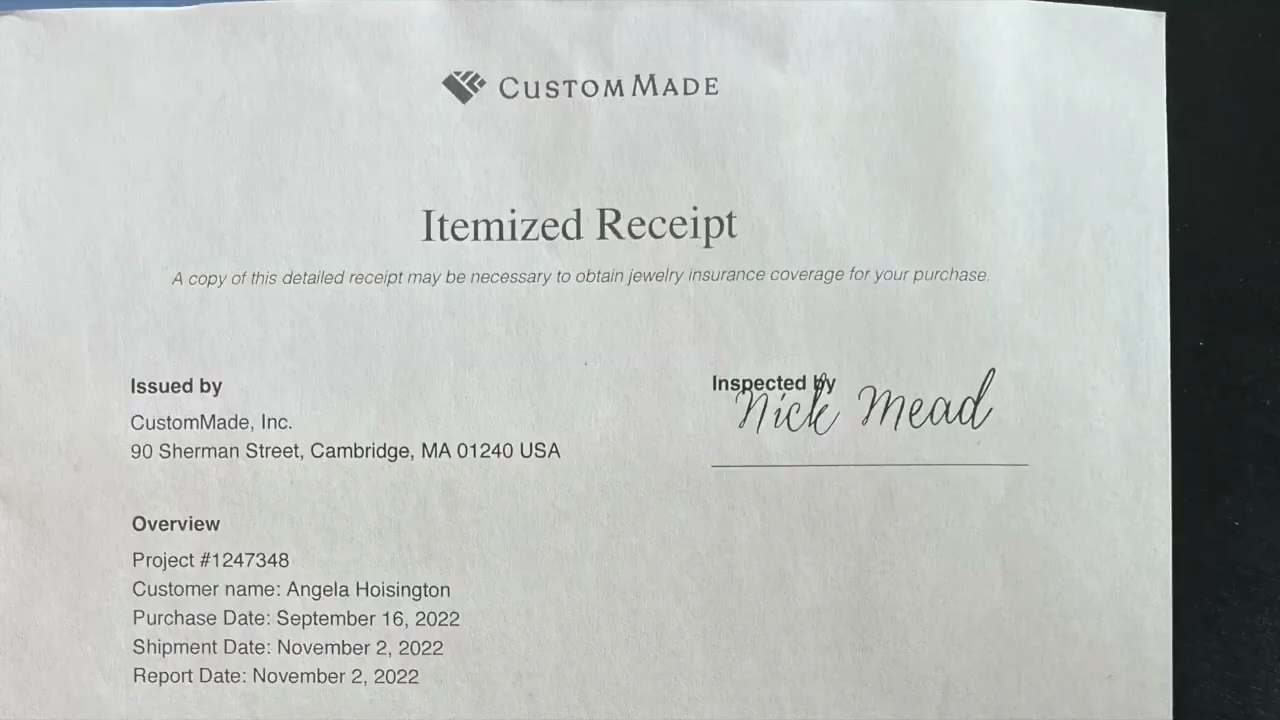 CUSTOMMADE
Itemized Receipt
A copy of this detailed receipt may be necessary to obtain jewelry insurance coverage for your purchase.
Issued by
CustomMade, Inc.
90 Sherman Street, Cambridge, MA 01240 USA
Inspected by
Nick Mead
Overview
Project #1247348
Customer name: Angela Hoisington
Purchase Date: September 16, 2022
Shipment Date: November 2, 2022
Report Date: November 2, 2022